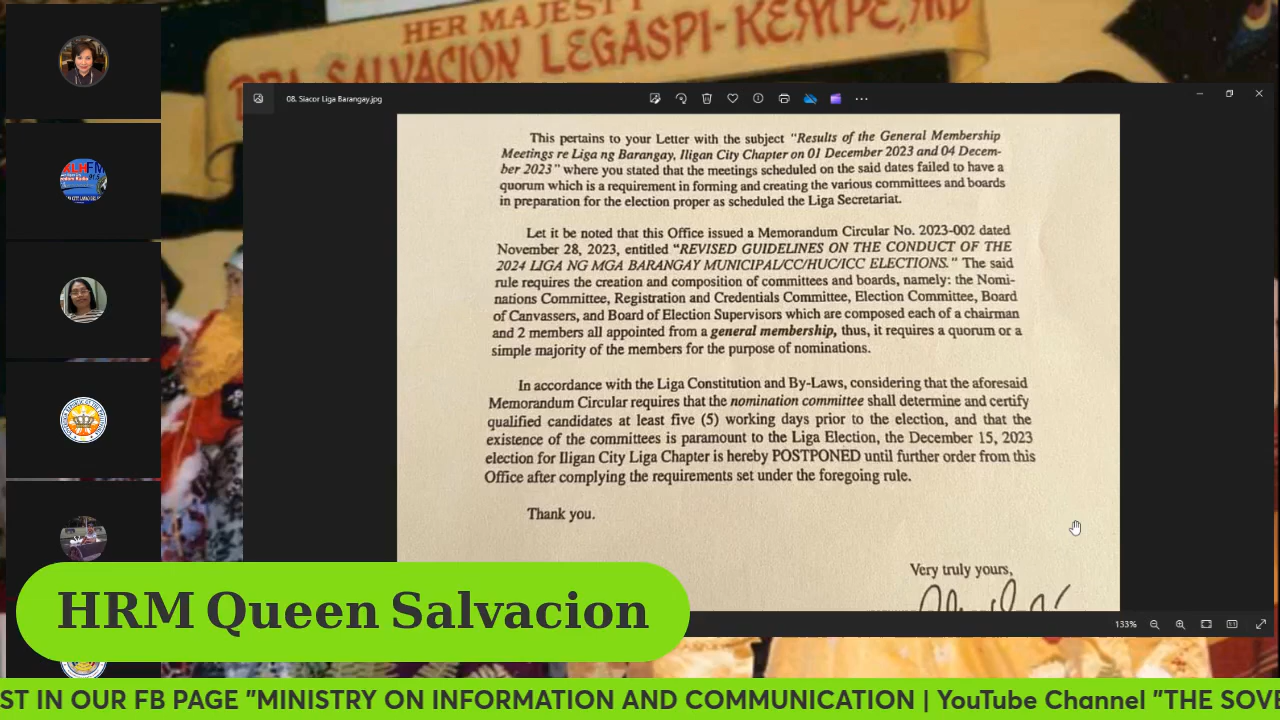 HER MAJESTY
DRA. SALVACION LEGASPI-KEMPE, MD
08. Siacor Liga Barangay.jpg
This pertains to your Letter with the subject "Results of the General Membership
Meetings re Liga ng Barangay, Iligan City Chapter on 01 December 2023 and 04 Decem-
ber 2023" where you stated that the meetings scheduled on the said dates failed to have a
quorum which is a requirement in forming and creating the various committees and boards
in preparation for the election proper as scheduled the Liga Secretariat.
Let it be noted that this Office issued a Memorandum Circular No. 2023-002 dated
November 28, 2023, entitled "REVISED GUIDELINES ON THE CONDUCT OF THE
2024 LIGA NG MGA BARANGAY MUNICIPAL/CC/HUC/ICC ELECTIONS." The said
rule requires the creation and composition of committees and boards, namely: the Nomi-
nations Committee, Registration and Credentials Committee, Election Committee, Board
of Canvassers, and Board of Election Supervisors which are composed each of a chairman
and 2 members all appointed from a general membership, thus, it requires a quorum or a
simple majority of the members for the purpose of nominations.
In accordance with the Liga Constitution and By-Laws, considering that the aforesaid
Memorandum Circular requires that the nomination committee shall determine and certify
qualified candidates at least five (5) working days prior to the election, and that the
existence of the committees is paramount to the Liga Election, the December 15, 2023
election for Iligan City Liga Chapter is hereby POSTPONED until further order from this
Office after complying the requirements set under the foregoing rule.
Thank you.
Very truly yours,
133%
HRM Queen Salvacion
ST IN OUR FB PAGE "MINISTRY ON INFORMATION AND COMMUNICATION | YouTube Channel "THE SOVE